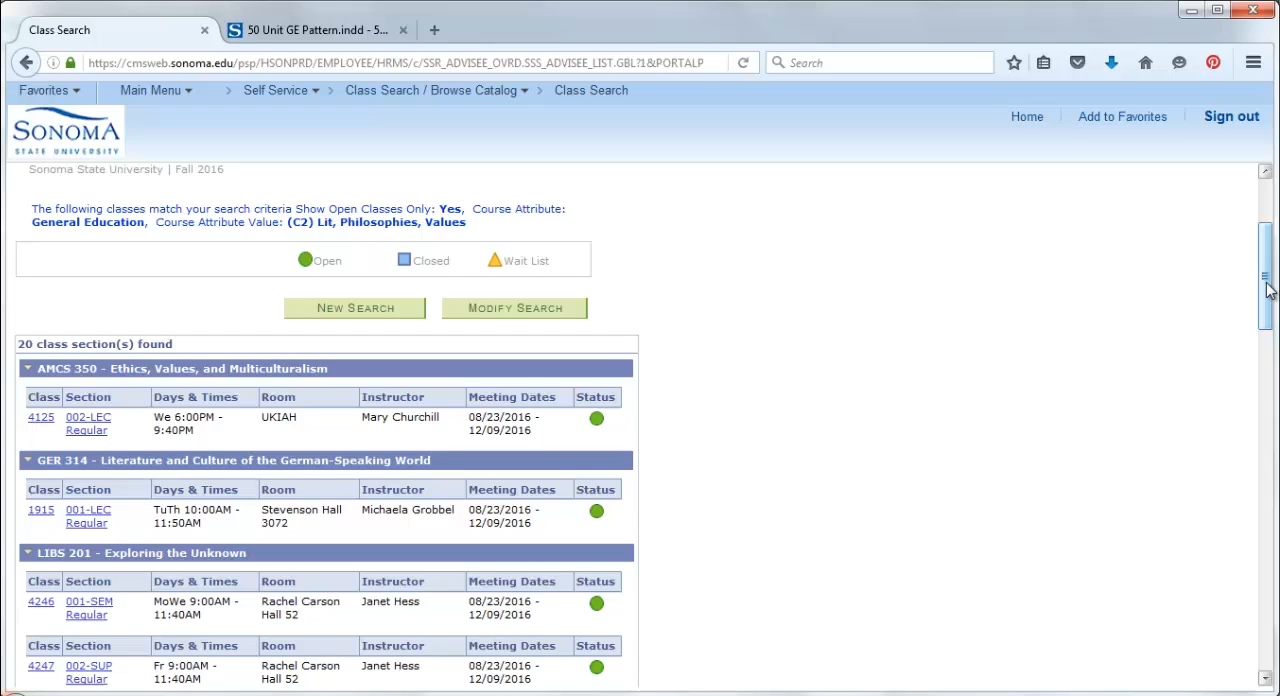 Class Search
50 Unit GE Pattern.indd - 5...
https://cmsweb.sonoma.edu/psp/HSONPRD/EMPLOYEE/HRMS/c/SSR_ADVISEE_OVRD.SSS_ADVISEE_LIST.GBL?1&PORTALP
Search
Favorites
Main Menu
Self Service
Class Search / Browse Catalog
Class Search
SONOMA
STATE UNIVERSITY
Home
Add to Favorites
Sign out
Sonoma State University | Fall 2016
The following classes match your search criteria Show Open Classes Only: Yes, Course Attribute:
General Education, Course Attribute Value: (C2) Lit, Philosophies, Values
Open Closed Wait List
NEW SEARCH MODIFY SEARCH
20 class section(s) found
AMCS 350 - Ethics, Values, and Multiculturalism
Class Section Days & Times Room Instructor Meeting Dates Status
4125 002-LEC We 6:00PM - UKIAH Mary Churchill 08/23/2016 -
Regular 9:40PM 12/09/2016
GER 314 - Literature and Culture of the German-Speaking World
Class Section Days & Times Room Instructor Meeting Dates Status
1915 001-LEC TuTh 10:00AM - Stevenson Hall Michaela Grobbel 08/23/2016 -
Regular 11:50AM 3072 12/09/2016
LIBS 201 - Exploring the Unknown
Class Section Days & Times Room Instructor Meeting Dates Status
4246 001-SEM MoWe 9:00AM - Rachel Carson Janet Hess 08/23/2016 -
Regular 11:40AM Hall 52 12/09/2016
Class Section Days & Times Room Instructor Meeting Dates Status
4247 002-SUP Fr 9:00AM - Rachel Carson Janet Hess 08/23/2016 -
Regular 11:40AM Hall 52 12/09/2016